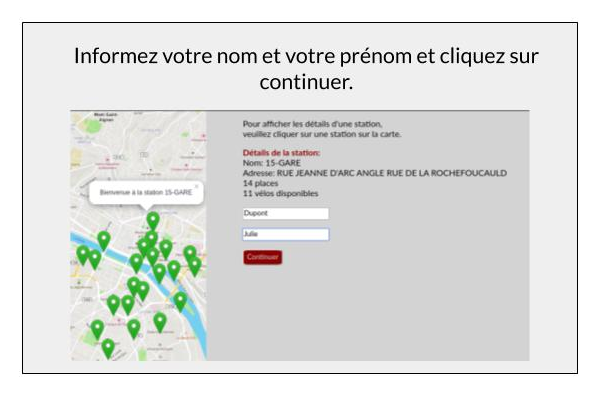 Informez votre nom et votre prénom et cliquez sur
continuer.
Mont-Saint-
Aignan
Pour afficher les détails d'une station,
veuillez cliquer sur une station sur la carte.
Détails de la station:
Nom: 15-GARE
Adresse: RUE JEANNE D'ARC ANGLE RUE DE LA ROCHEFOUCAULD
14 places
11 vélos disponibles
Bienvenue à la station 15-GARE
Dupont
Julie
Continuer